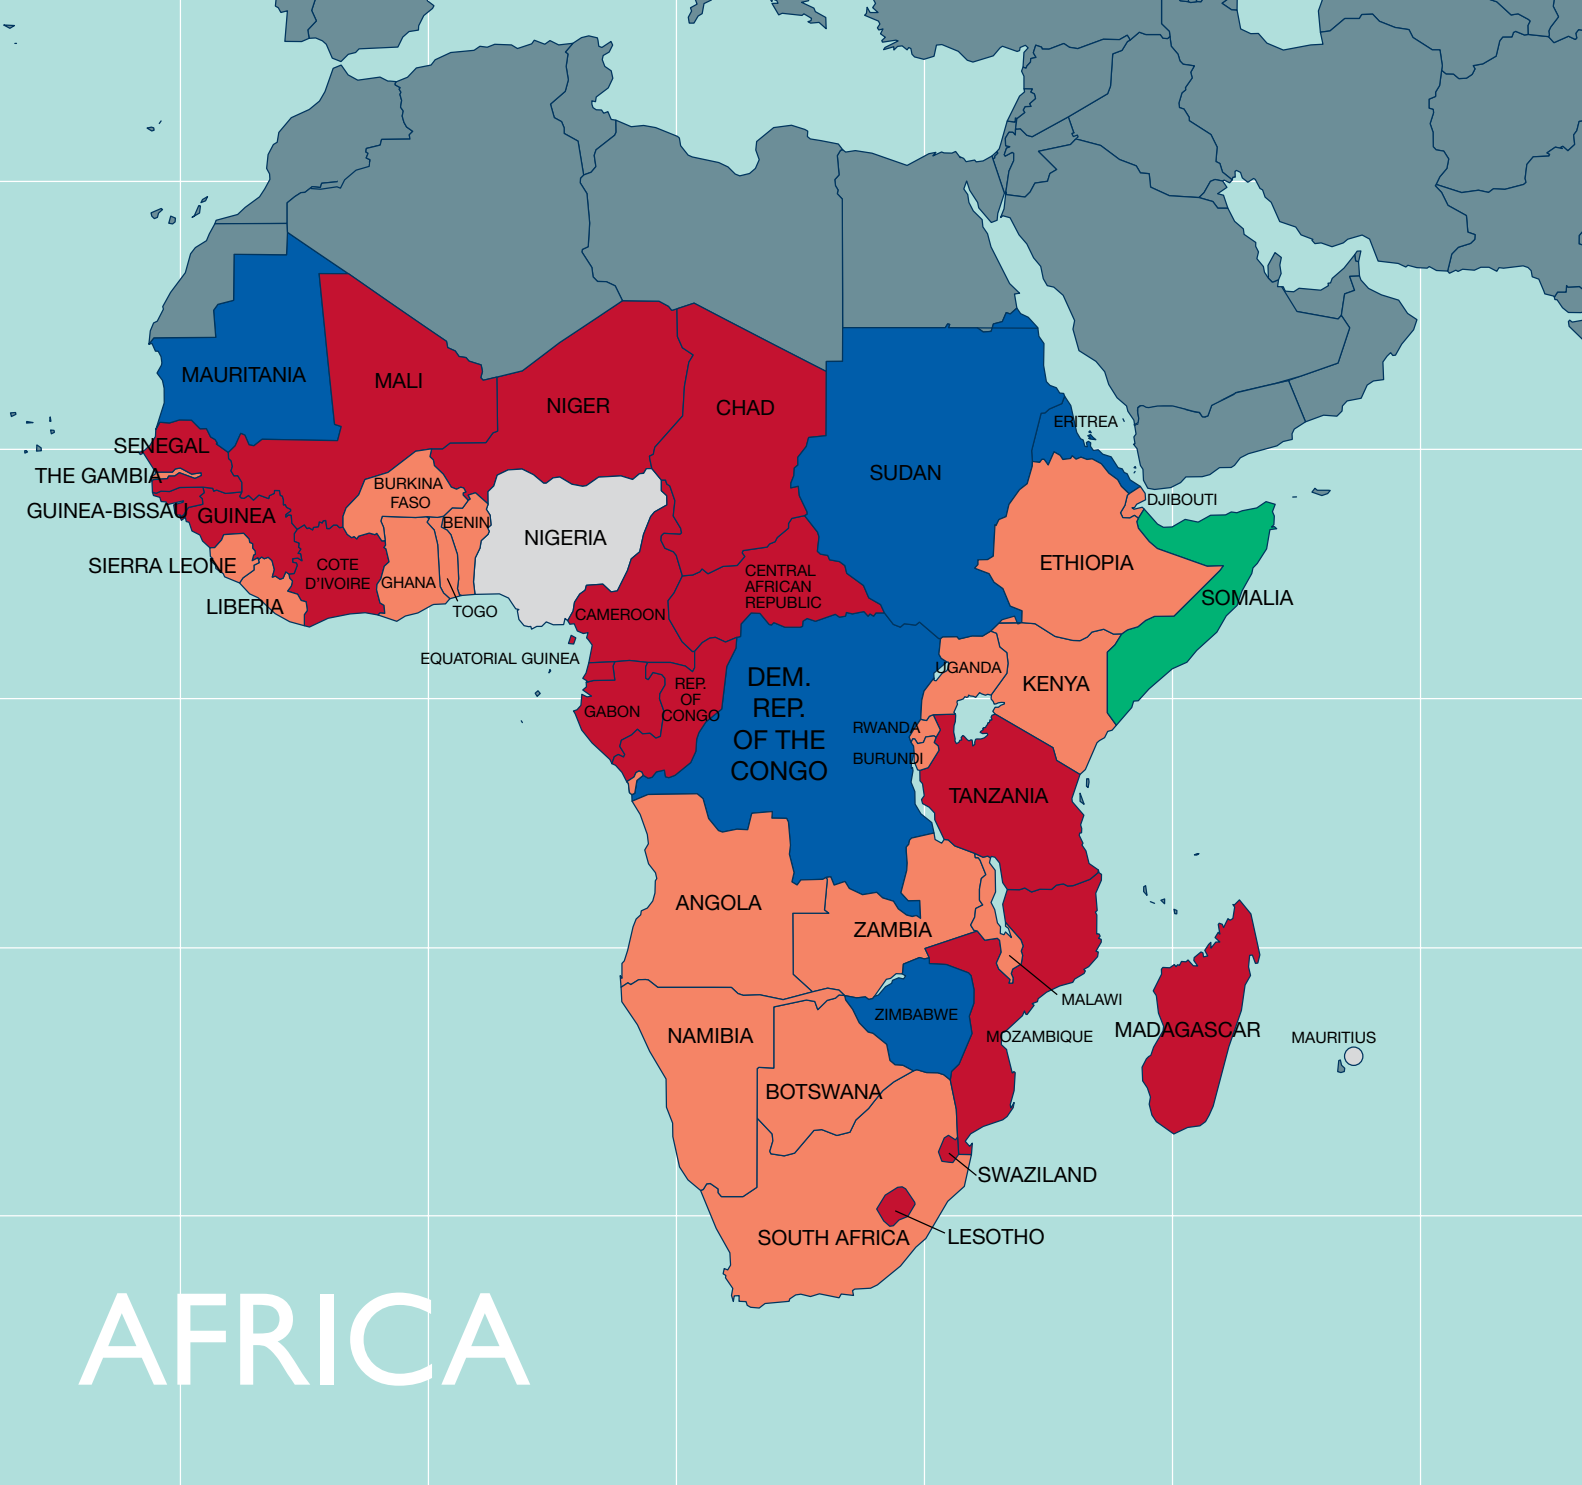 MAURITANIA
MALI
NIGER
CHAD
ERITREA
SENEGAL
SUDAN
THE GAMBIA
BURKINA
FASO
DJIBOUTI
GUINEA-BISSAU
GUINEA
BENIN
NIGERIA
SIERRA LEONE
COTE
D'IVOIRE
GHANA
ETHIOPIA
CENTRAL
AFRICAN
REPUBLIC
LIBERIA
TOGO
CAMEROON
SOMALIA
EQUATORIAL GUINEA
UGANDA
KENYA
DEM.
REP.
OF THE
CONGO
REP.
OF
CONGO
GABON
RWANDA
BURUNDI
TANZANIA
ANGOLA
ZAMBIA
MALAWI
ZIMBABWE
NAMIBIA
MOZAMBIQUE
MADAGASCAR
MAURITIUS
BOTSWANA
SWAZILAND
SOUTH AFRICA
LESOTHO
AFRICA